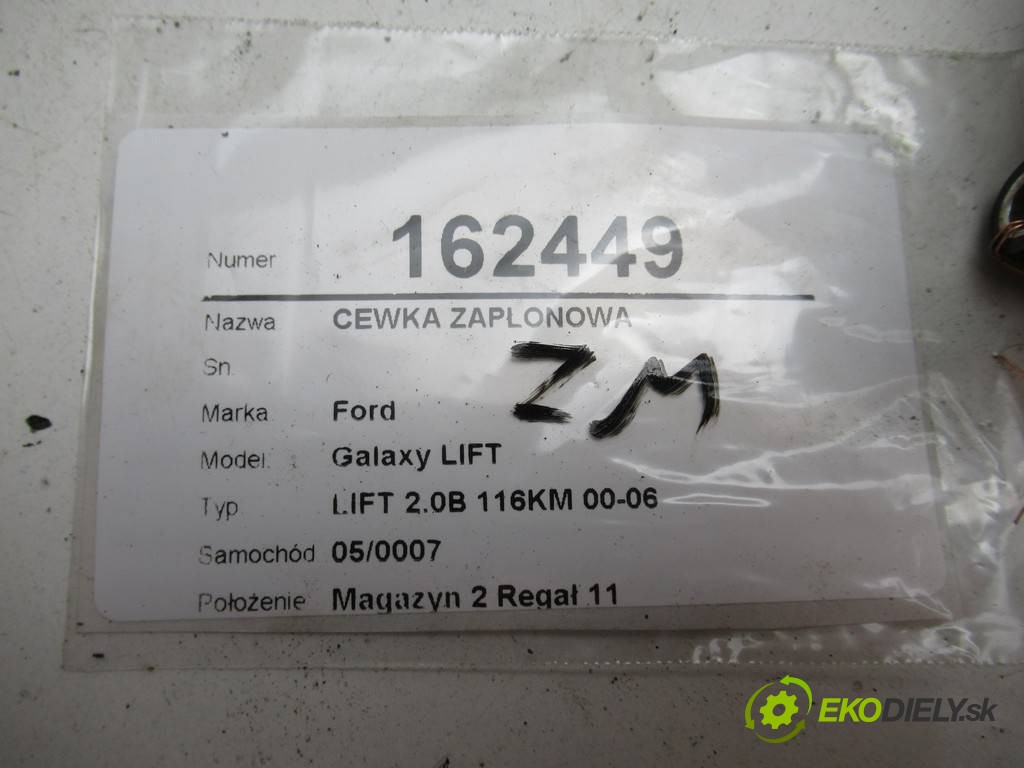 Numer 162449
Nazwa CEWKA ZAPŁONOWA
Sn.
ZM
Marka Ford
Model. Galaxy LIFT
Typ LIFT 2.0B 116KM 00-06
Samochód 05/0007
Położenie Magazyn 2 Regał 11
EKODIELY.sk